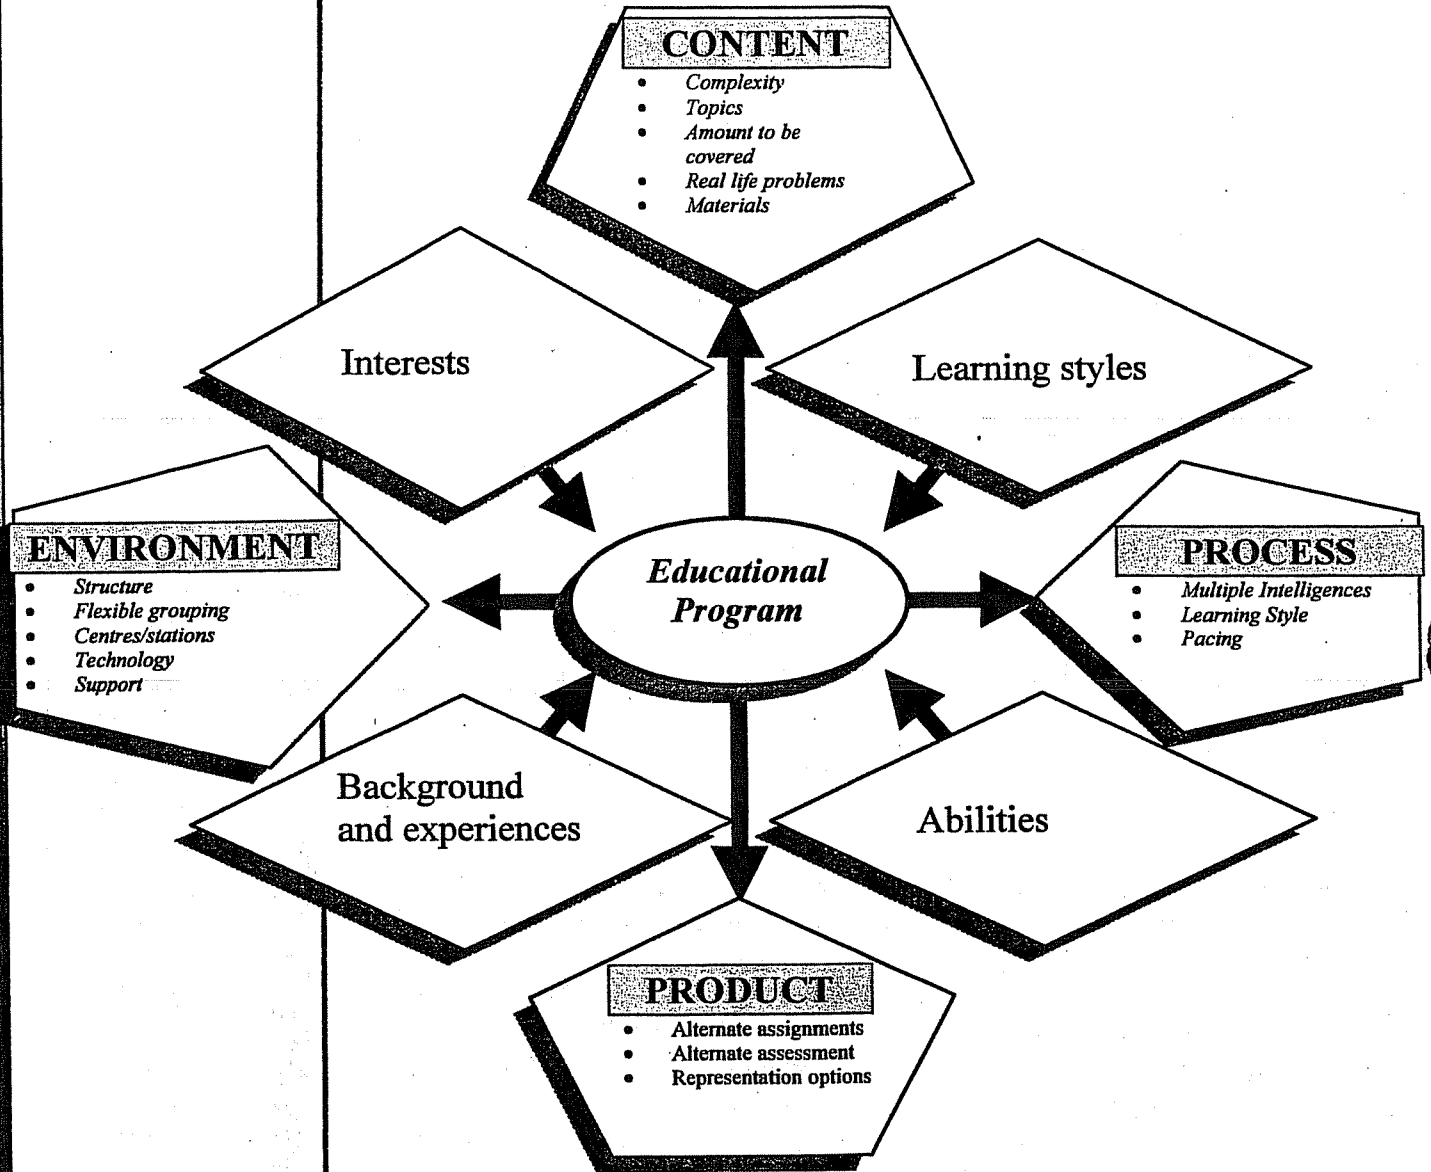 CONTENT
• Complexity
• Topics
• Amount to be
covered
• Real life problems
• Materials
Interests
Learning styles
ENVIRONMENT
• Structure
• Flexible grouping
• Centres/stations
• Technology
• Support
Educational
Program
PROCESS
• Multiple Intelligences
• Learning Style
• Pacing
Background
and experiences
Abilities
PRODUCT
• Alternate assignments
• Alternate assessment
• Representation options